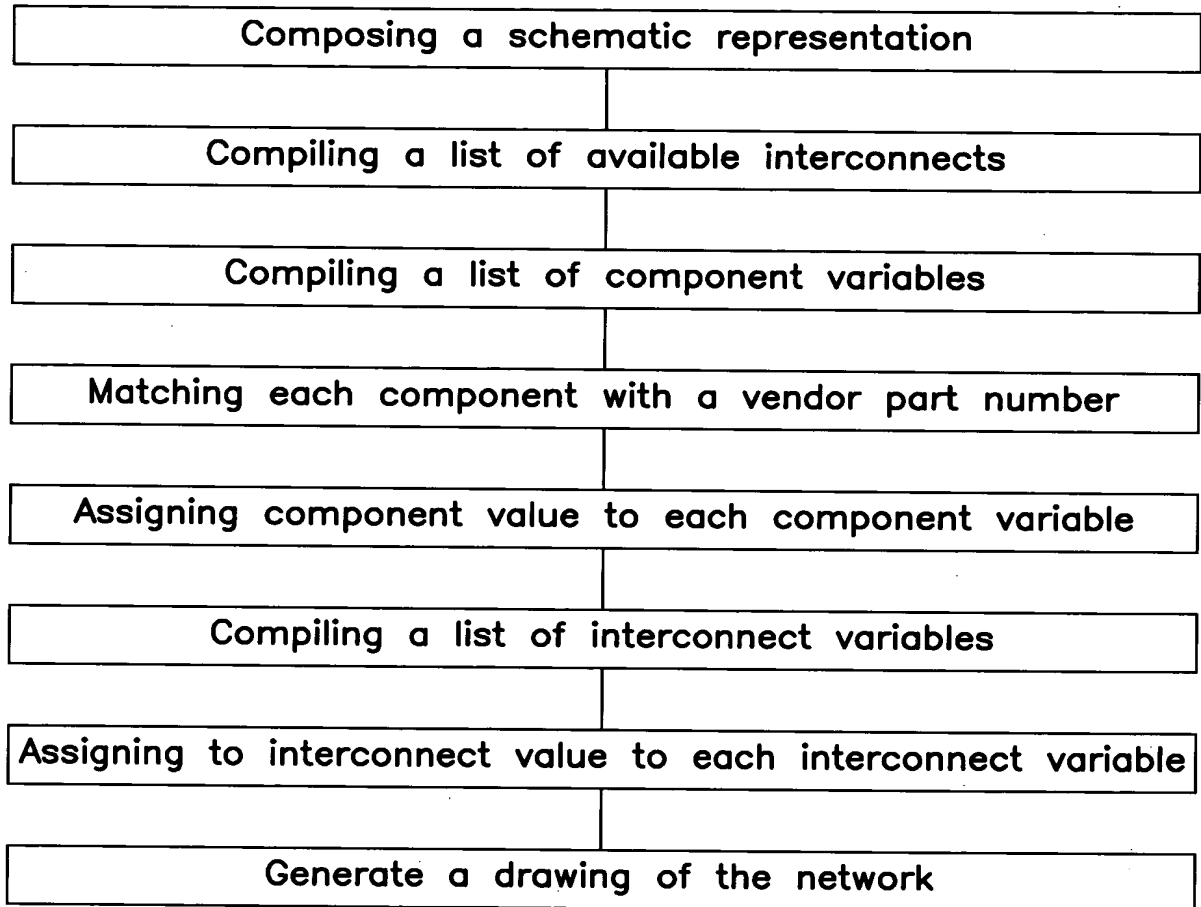 Composing a schematic representation
Compiling a list of available interconnects
Compiling a list of component variables
Matching each component with a vendor part number
Assigning component value to each component variable
Compiling a list of interconnect variables
Assigning to interconnect value to each interconnect variable
Generate a drawing of the network